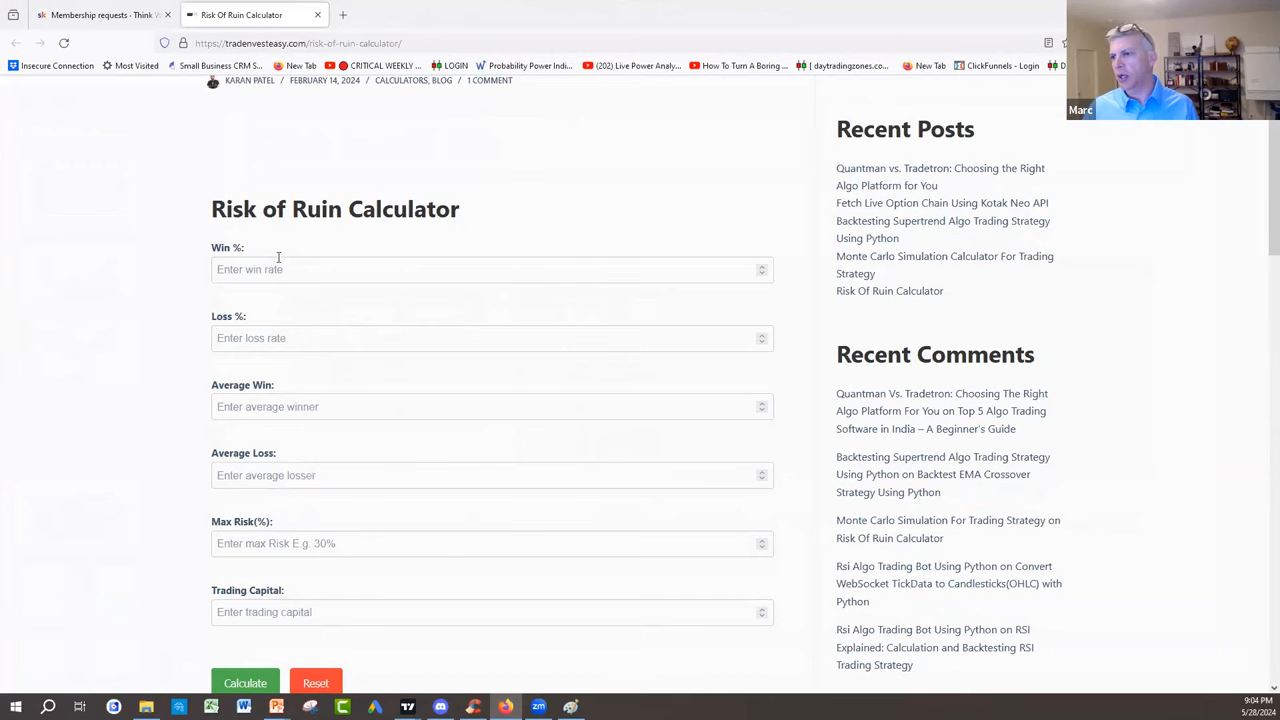 Membership requests · Think W
Risk Of Ruin Calculator
https://tradenvesteasy.com/risk-of-ruin-calculator/
Insecure Connection
Most Visited
Small Business CRM S...
New Tab
CRITICAL WEEKLY ...
LOGIN
Probability Power Indi...
(202) Live Power Analy...
How To Turn A Boring ...
[ daytradingzones.co...
New Tab
ClickFunnels - Login
KARAN PATEL / FEBRUARY 14, 2024 / CALCULATORS, BLOG / 1 COMMENT
Marc
Risk of Ruin Calculator
Win %:
Enter win rate
Loss %:
Enter loss rate
Average Win:
Enter average winner
Average Loss:
Enter average losser
Max Risk(%):
Enter max Risk E.g. 30%
Trading Capital:
Enter trading capital
Calculate
Reset
Recent Posts
Quantman vs. Tradetron: Choosing the Right
Algo Platform for You
Fetch Live Option Chain Using Kotak Neo API
Backtesting Supertrend Algo Trading Strategy
Using Python
Monte Carlo Simulation Calculator For Trading
Strategy
Risk Of Ruin Calculator
Recent Comments
Quantman Vs. Tradetron: Choosing The Right
Algo Platform For You on Top 5 Algo Trading
Software in India – A Beginner's Guide
Backtesting Supertrend Algo Trading Strategy
Using Python on Backtest EMA Crossover
Strategy Using Python
Monte Carlo Simulation For Trading Strategy on
Risk Of Ruin Calculator
Rsi Algo Trading Bot Using Python on Convert
WebSocket TickData to Candlesticks(OHLC) with
Python
Rsi Algo Trading Bot Using Python on RSI
Explained: Calculation and Backtesting RSI
Trading Strategy
9:04 PM
5/28/2024